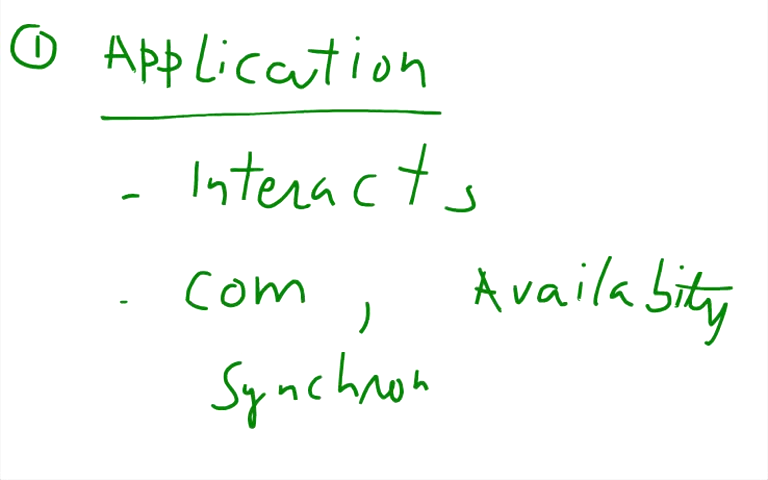 ① Application
- Interacts
- Com, Availabity
Synchron